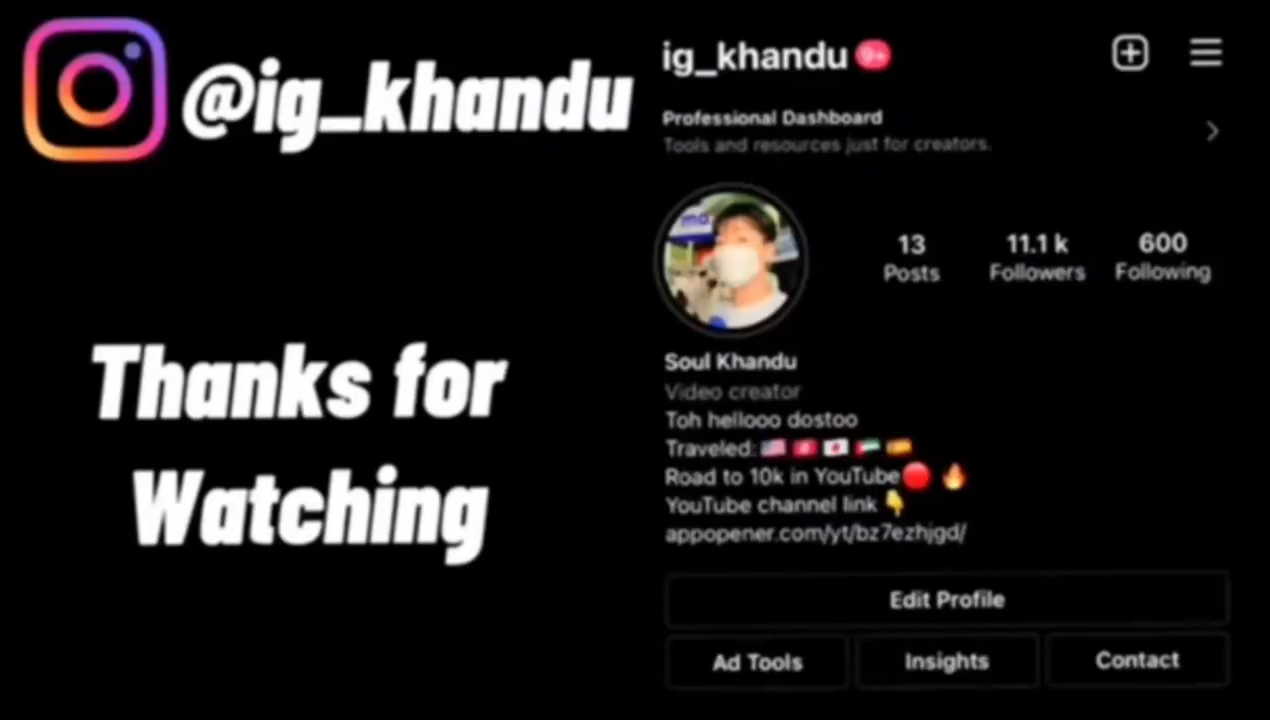 @ig_khandu
Thanks for
Watching
ig_khandu 9+
Professional Dashboard
Tools and resources just for creators.
13
Posts
11.1 k
Followers
600
Following
Soul Khandu
Video creator
Toh hellooo dostoo
Traveled:
Road to 10k in YouTube
YouTube channel link
appopener.com/yt/bz7ezhjgd/
Edit Profile
Ad Tools
Insights
Contact